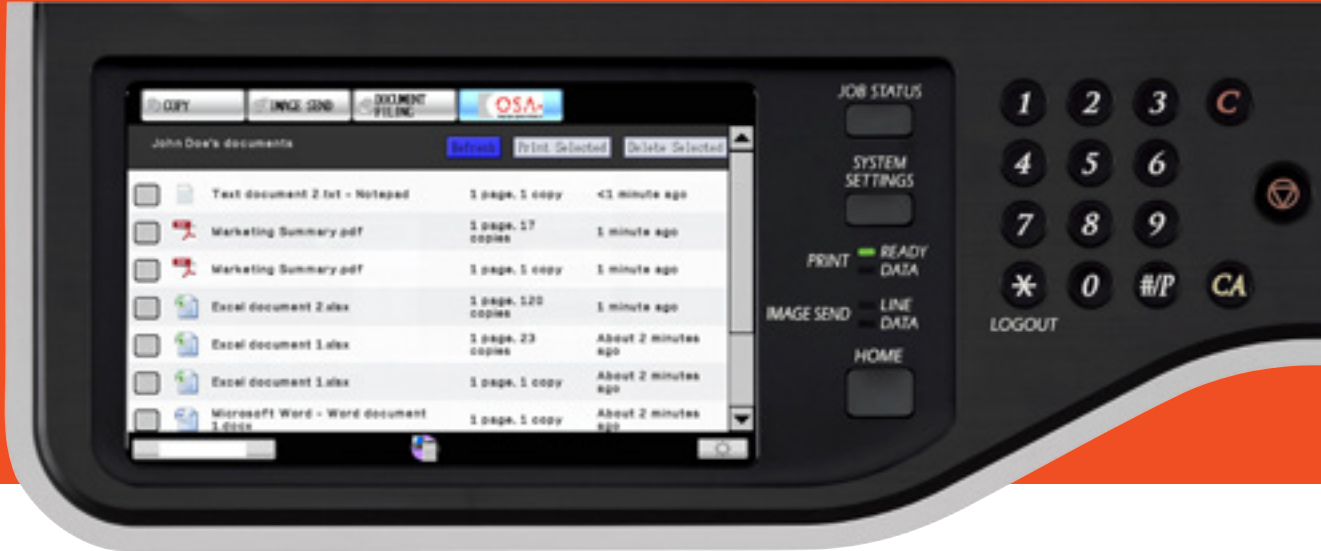 COPY
IMAGE SEND
DOCUMENT
FILING
OSA
John Doe's documents
Refresh
Print Selected
Delete Selected
Text document 2.txt - Notepad
1 page, 1 copy
<1 minute ago
Marketing Summary.pdf
1 page, 17
copies
1 minute ago
Marketing Summary.pdf
1 page, 1 copy
1 minute ago
Excel document 2.xlsx
1 page, 120
copies
1 minute ago
Excel document 1.xlsx
1 page, 23
copies
About 2 minutes
ago
Excel document 1.xlsx
1 page, 1 copy
About 2 minutes
ago
Microsoft Word - Word document
1.docx
1 page, 1 copy
About 2 minutes
ago
JOB STATUS
SYSTEM
SETTINGS
PRINT
READY
DATA
IMAGE SEND
LINE
DATA
HOME
1 2 3 C
4 5 6
7 8 9
* 0 #/P CA
LOGOUT